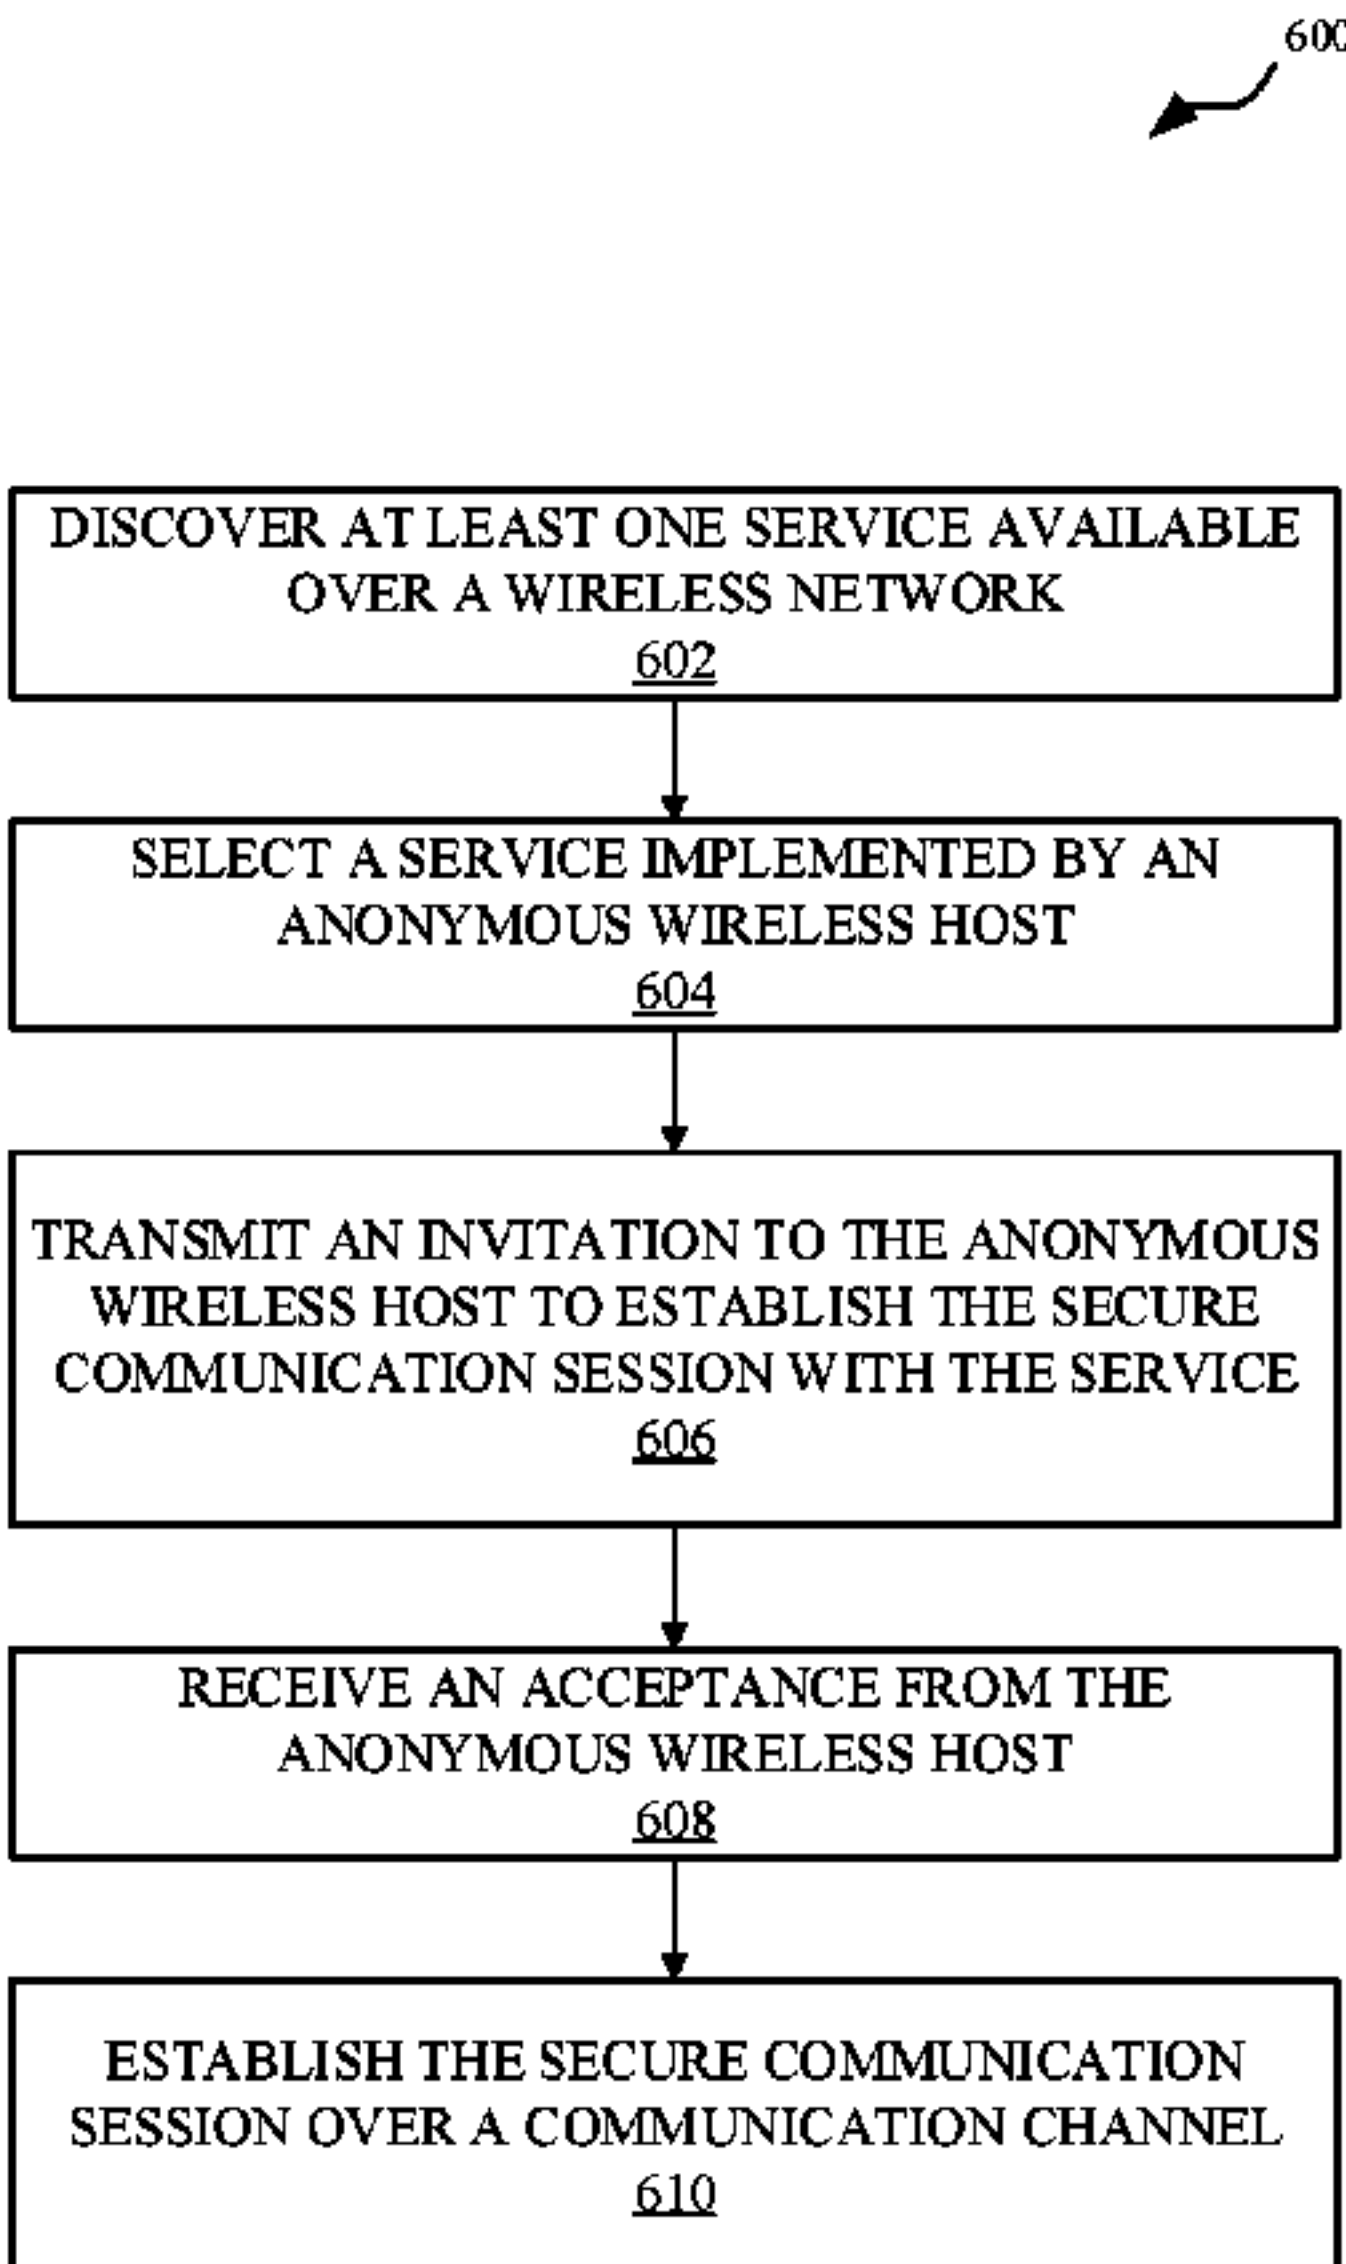 600
DISCOVER AT LEAST ONE SERVICE AVAILABLE
OVER A WIRELESS NETWORK
602
SELECT A SERVICE IMPLEMENTED BY AN
ANONYMOUS WIRELESS HOST
604
TRANSMIT AN INVITATION TO THE ANONYMOUS
WIRELESS HOST TO ESTABLISH THE SECURE
COMMUNICATION SESSION WITH THE SERVICE
606
RECEIVE AN ACCEPTANCE FROM THE
ANONYMOUS WIRELESS HOST
608
ESTABLISH THE SECURE COMMUNICATION
SESSION OVER A COMMUNICATION CHANNEL
610